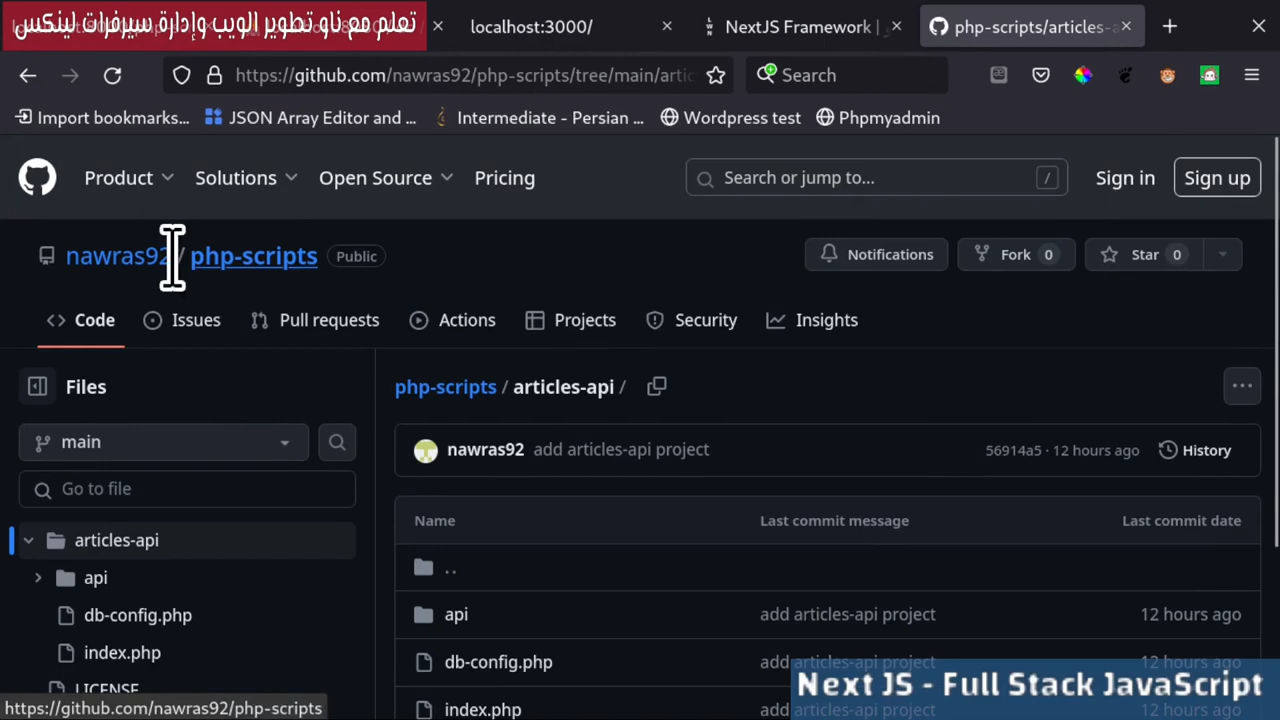 تعلم مع ناو تطوير الويب وإدارة سيرفرات لينكس
localhost:3000/
NextJS Framework | و
php-scripts/articles-a
https://github.com/nawras92/php-scripts/tree/main/artic
Search
Import bookmarks...
JSON Array Editor and ...
Intermediate - Persian ...
Wordpress test
Phpmyadmin
Product
Solutions
Open Source
Pricing
Search or jump to...
/
Sign in
Sign up
nawras92/php-scripts
Public
Notifications
Fork 0
Star 0
Code
Issues
Pull requests
Actions
Projects
Security
Insights
Files
main
Go to file
articles-api
api
db-config.php
index.php
LICENSE
php-scripts / articles-api /
nawras92 add articles-api project
56914a5 · 12 hours ago
History
Name
Last commit message
Last commit date
..
api
add articles-api project
12 hours ago
db-config.php
add articles-api project
12 hours ago
index.php
Next JS - Full Stack JavaScript
https://github.com/nawras92/php-scripts